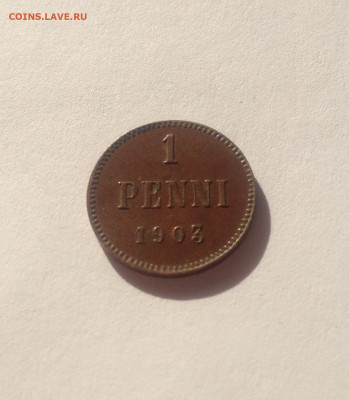 COINS.LAVE.RU
1
PENNI
1903